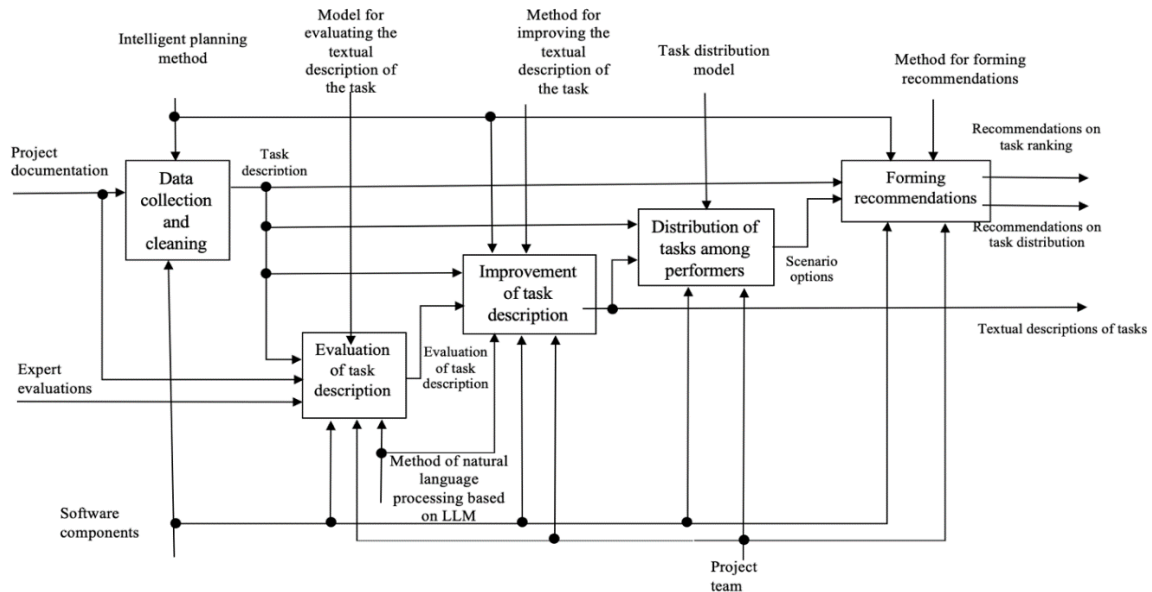 Intelligent planning
method
Model for
evaluating the
textual
description of
the task
Method for
improving the
textual
description of
the task
Task distribution
model
Method for forming
recommendations
Recommendations on
task ranking
Project
documentation
Task
description
Data
collection
and
cleaning
Forming
recommendations
Recommendations on
task distribution
Distribution of
tasks among
performers
Scenario
options
Improvement
of task
description
Textual descriptions of tasks
Evaluation
of task
description
Evaluation
of task
description
Expert
evaluations
Method of natural
language
processing based
on LLM
Software
components
Project
team